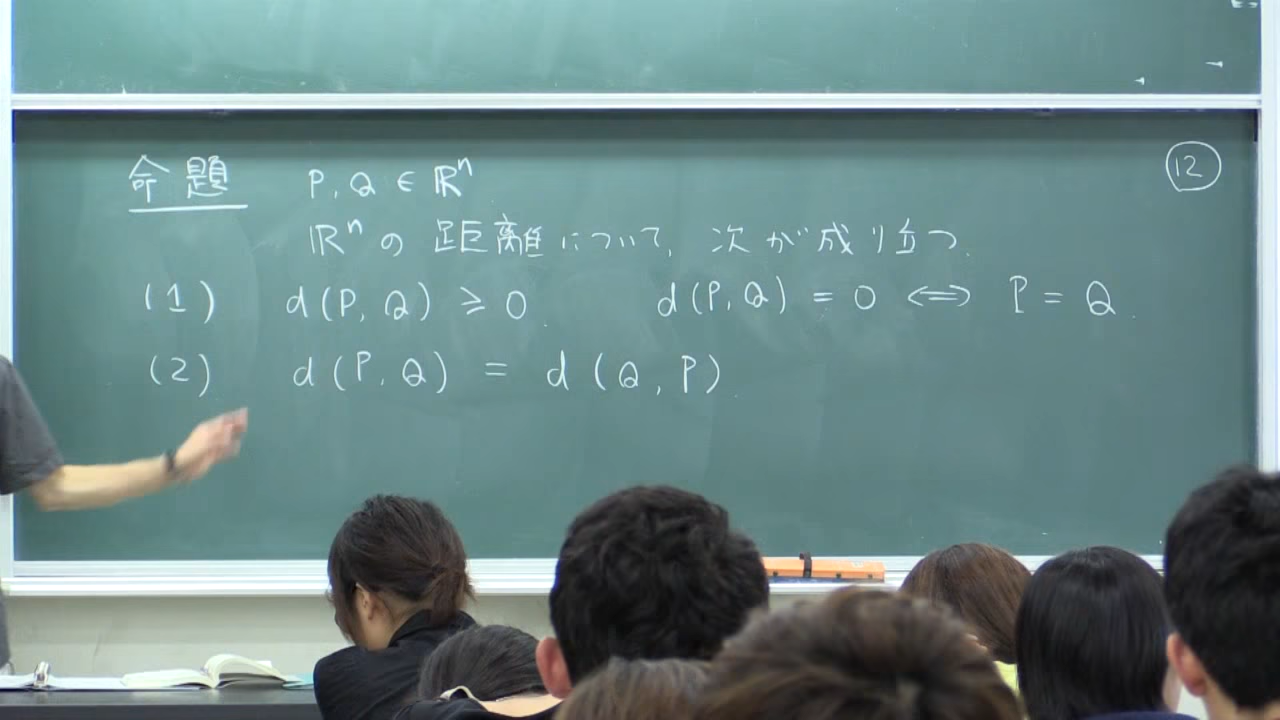 命題 P, Q ∈ ℝⁿ ⑫
ℝⁿ の 距離について, 次が成り立つ.
(1) d(P, Q) ≥ 0. d(P, Q) = 0 ⟺ P = Q.
(2) d(P, Q) = d(Q, P).